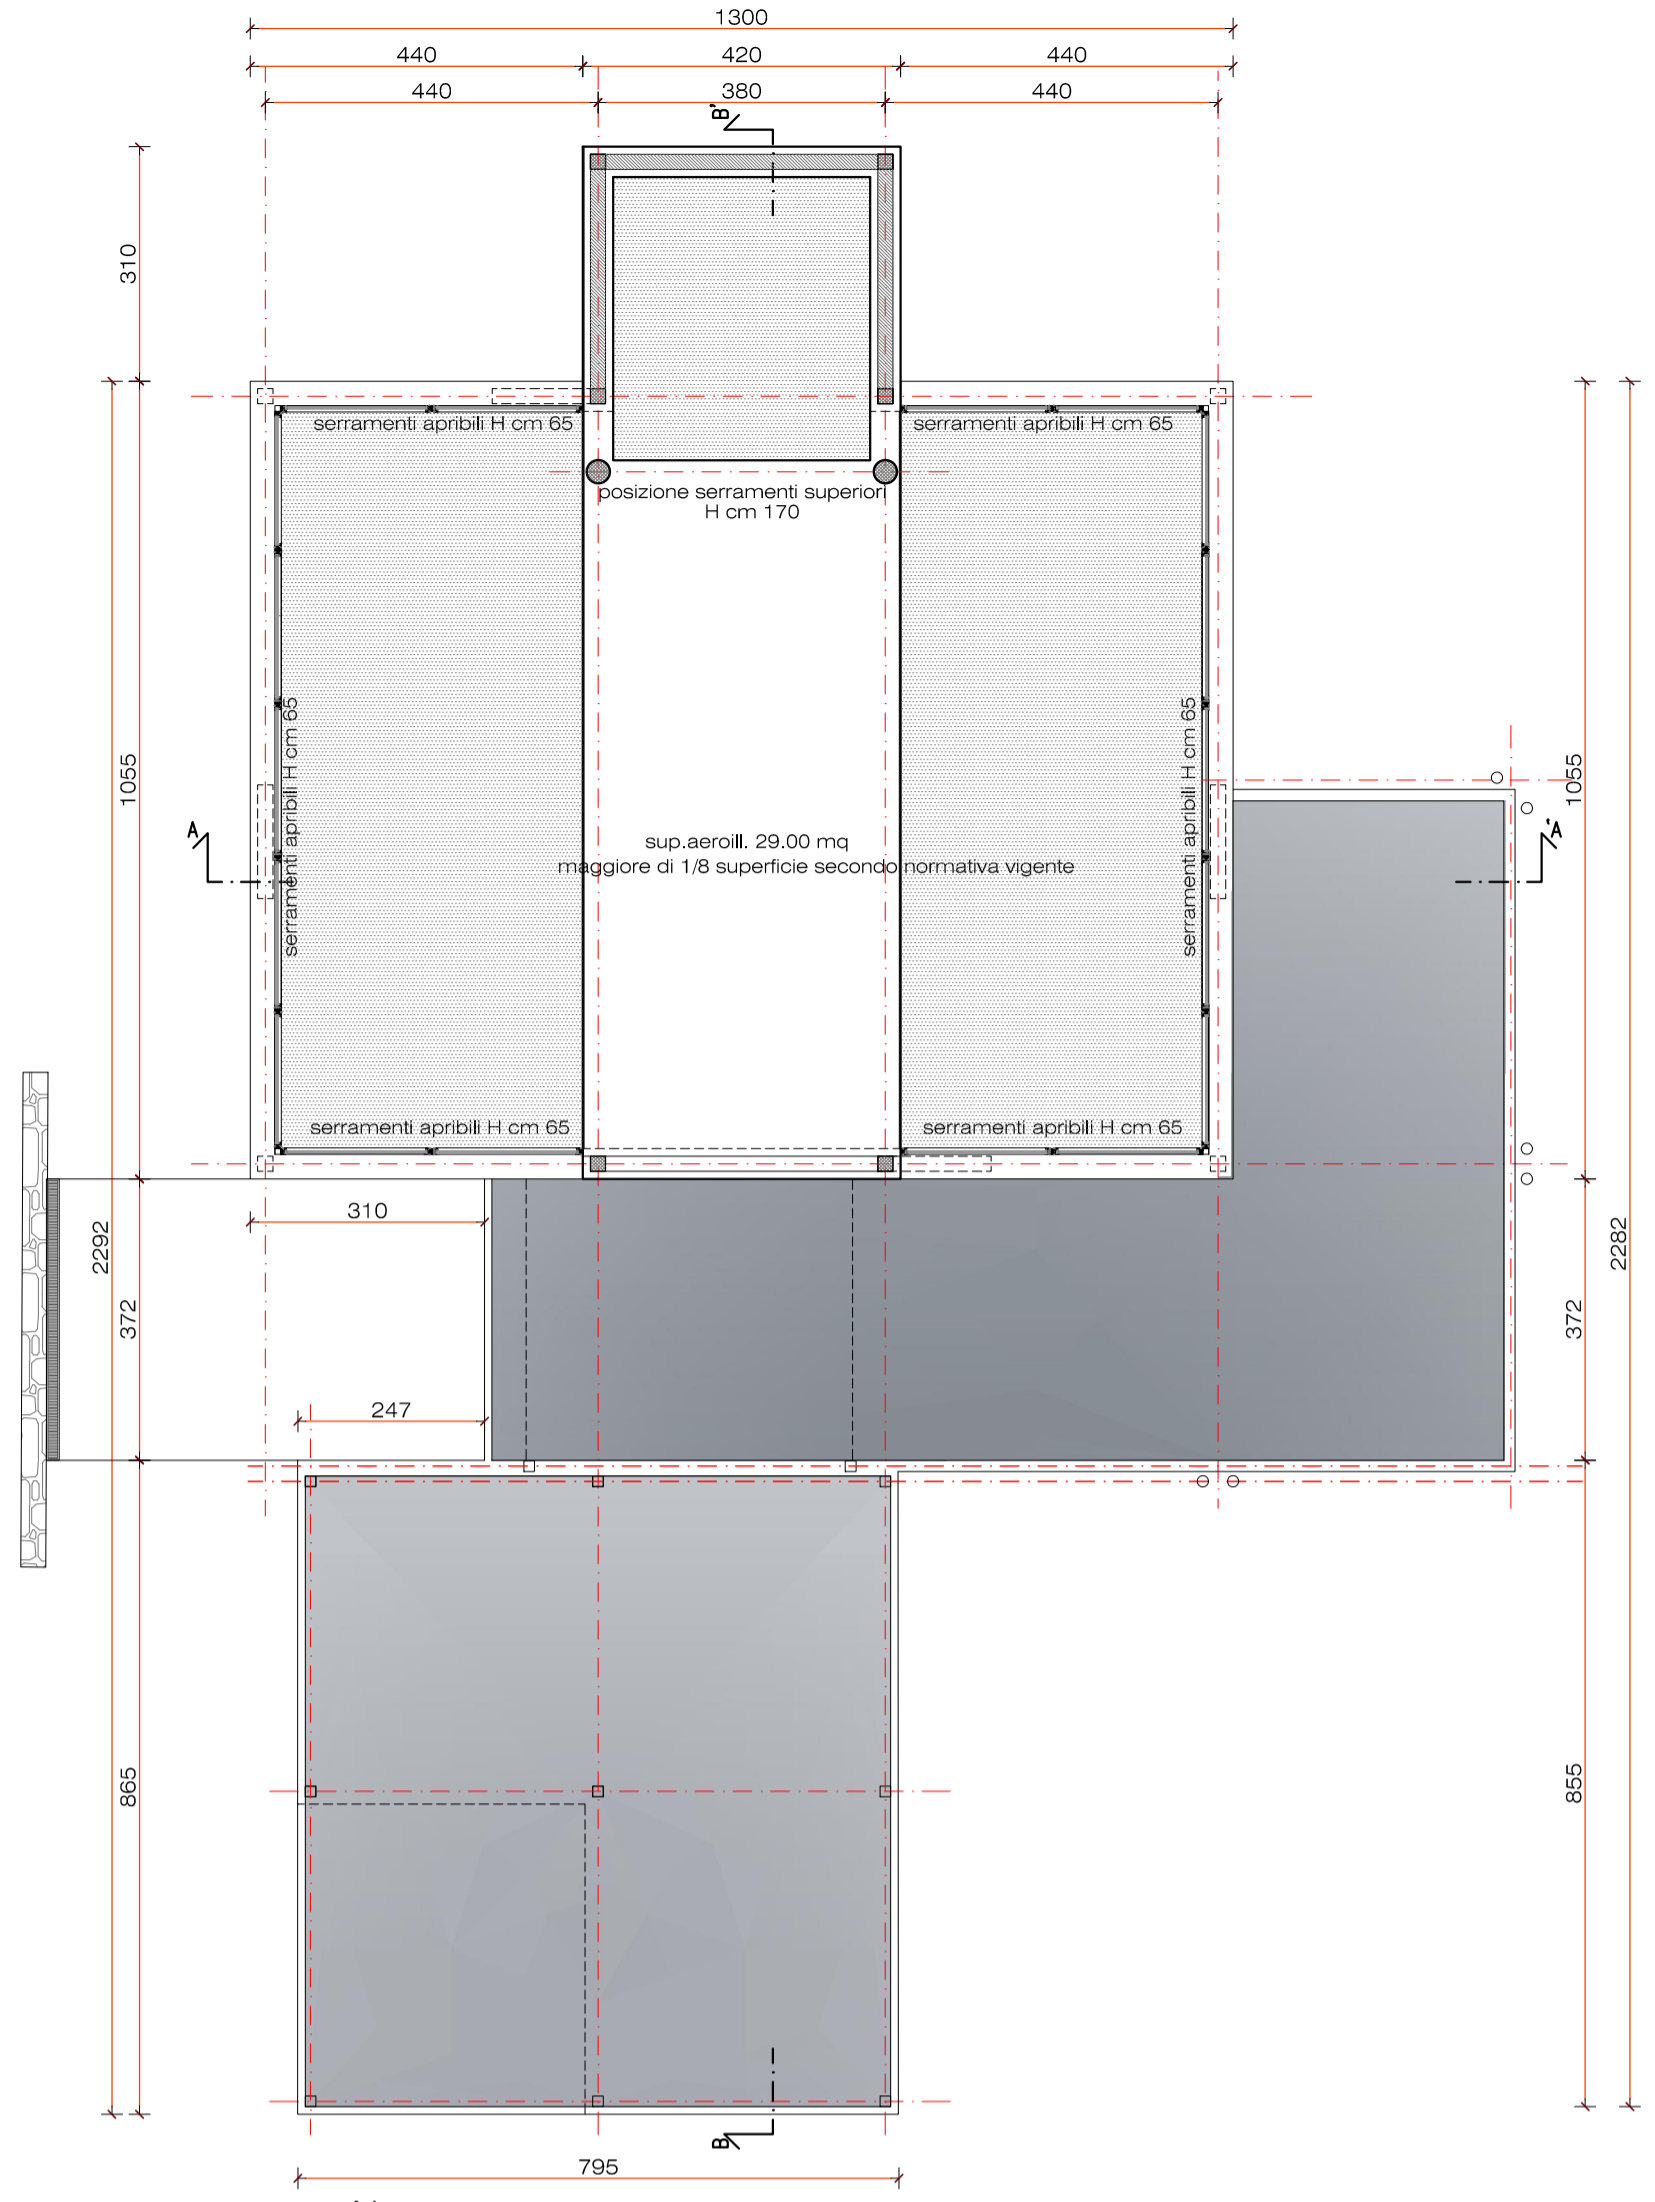 1300
440
420
440
440
380
440
B'
310
serramenti apribili H cm 65
serramenti apribili H cm 65
posizione serramenti superiori
H cm 170
serramenti apribili H cm 65
serramenti apribili H cm 65
1055
1055
A
A'
sup.aeroill. 29.00 mq
maggiore di 1/8 superficie secondo normativa vigente
serramenti apribili H cm 65
serramenti apribili H cm 65
310
2292
2282
372
372
247
865
855
B
795